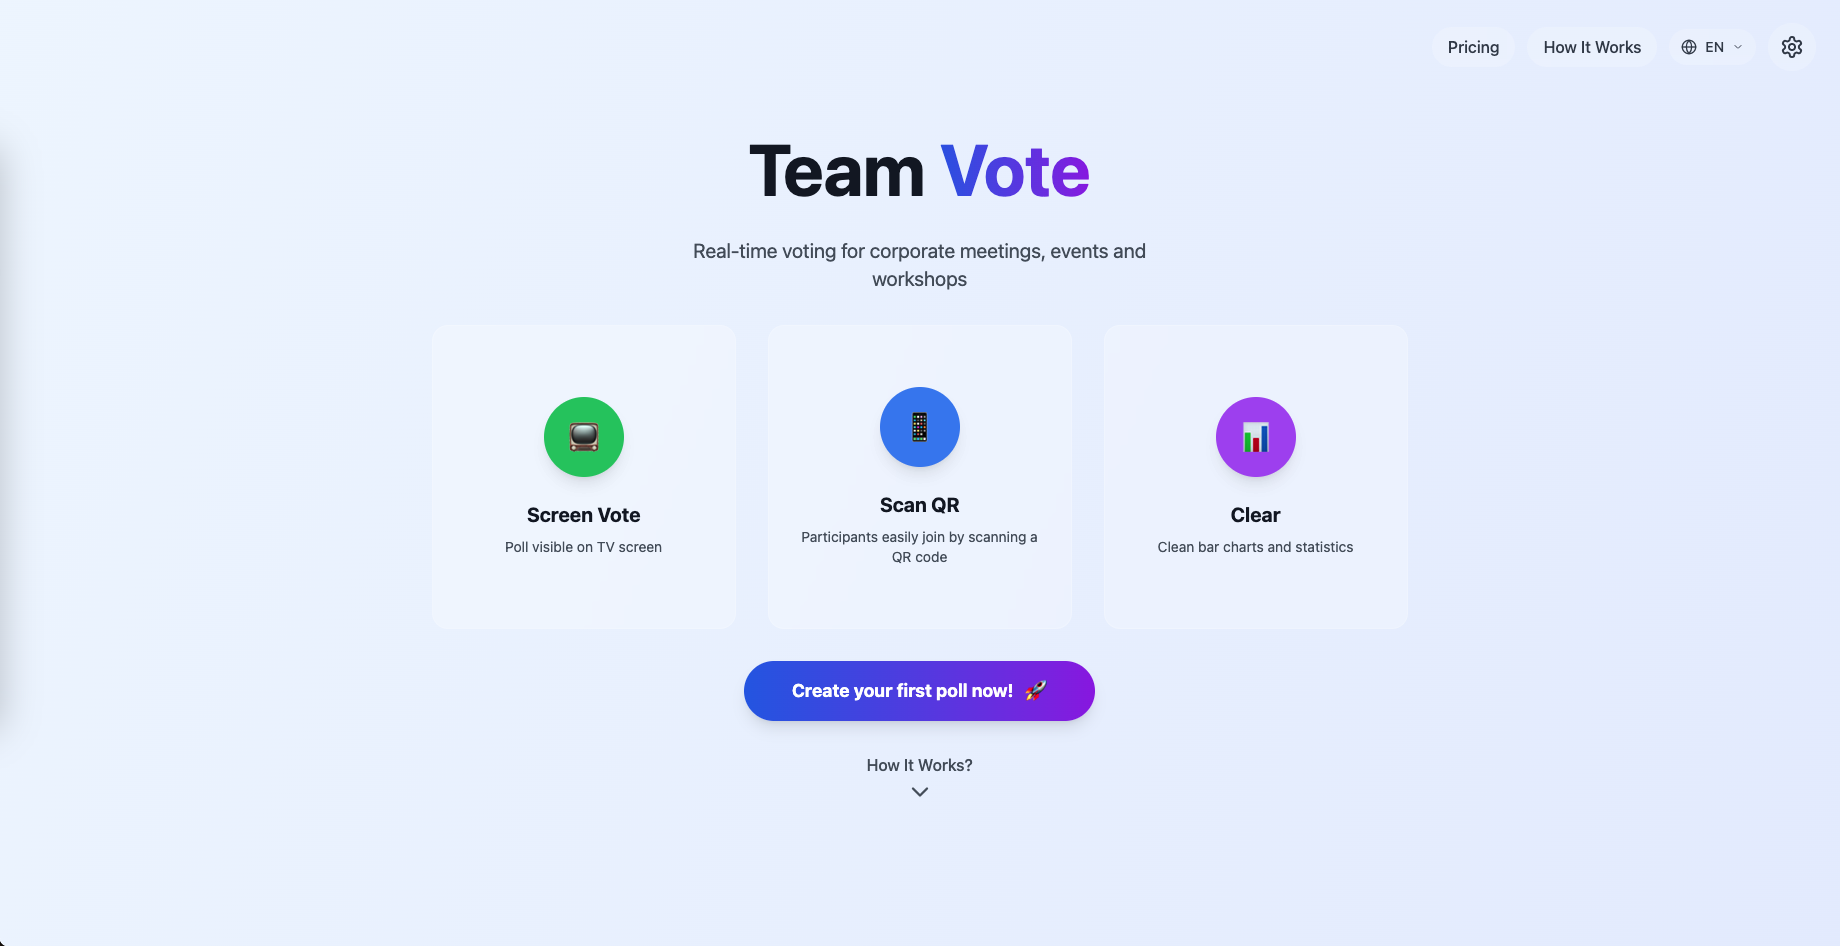 Pricing
How It Works
EN
Team Vote
Real-time voting for corporate meetings, events and
workshops
Screen Vote
Poll visible on TV screen
Scan QR
Participants easily join by scanning a
QR code
Clear
Clean bar charts and statistics
Create your first poll now! 🚀
How It Works?